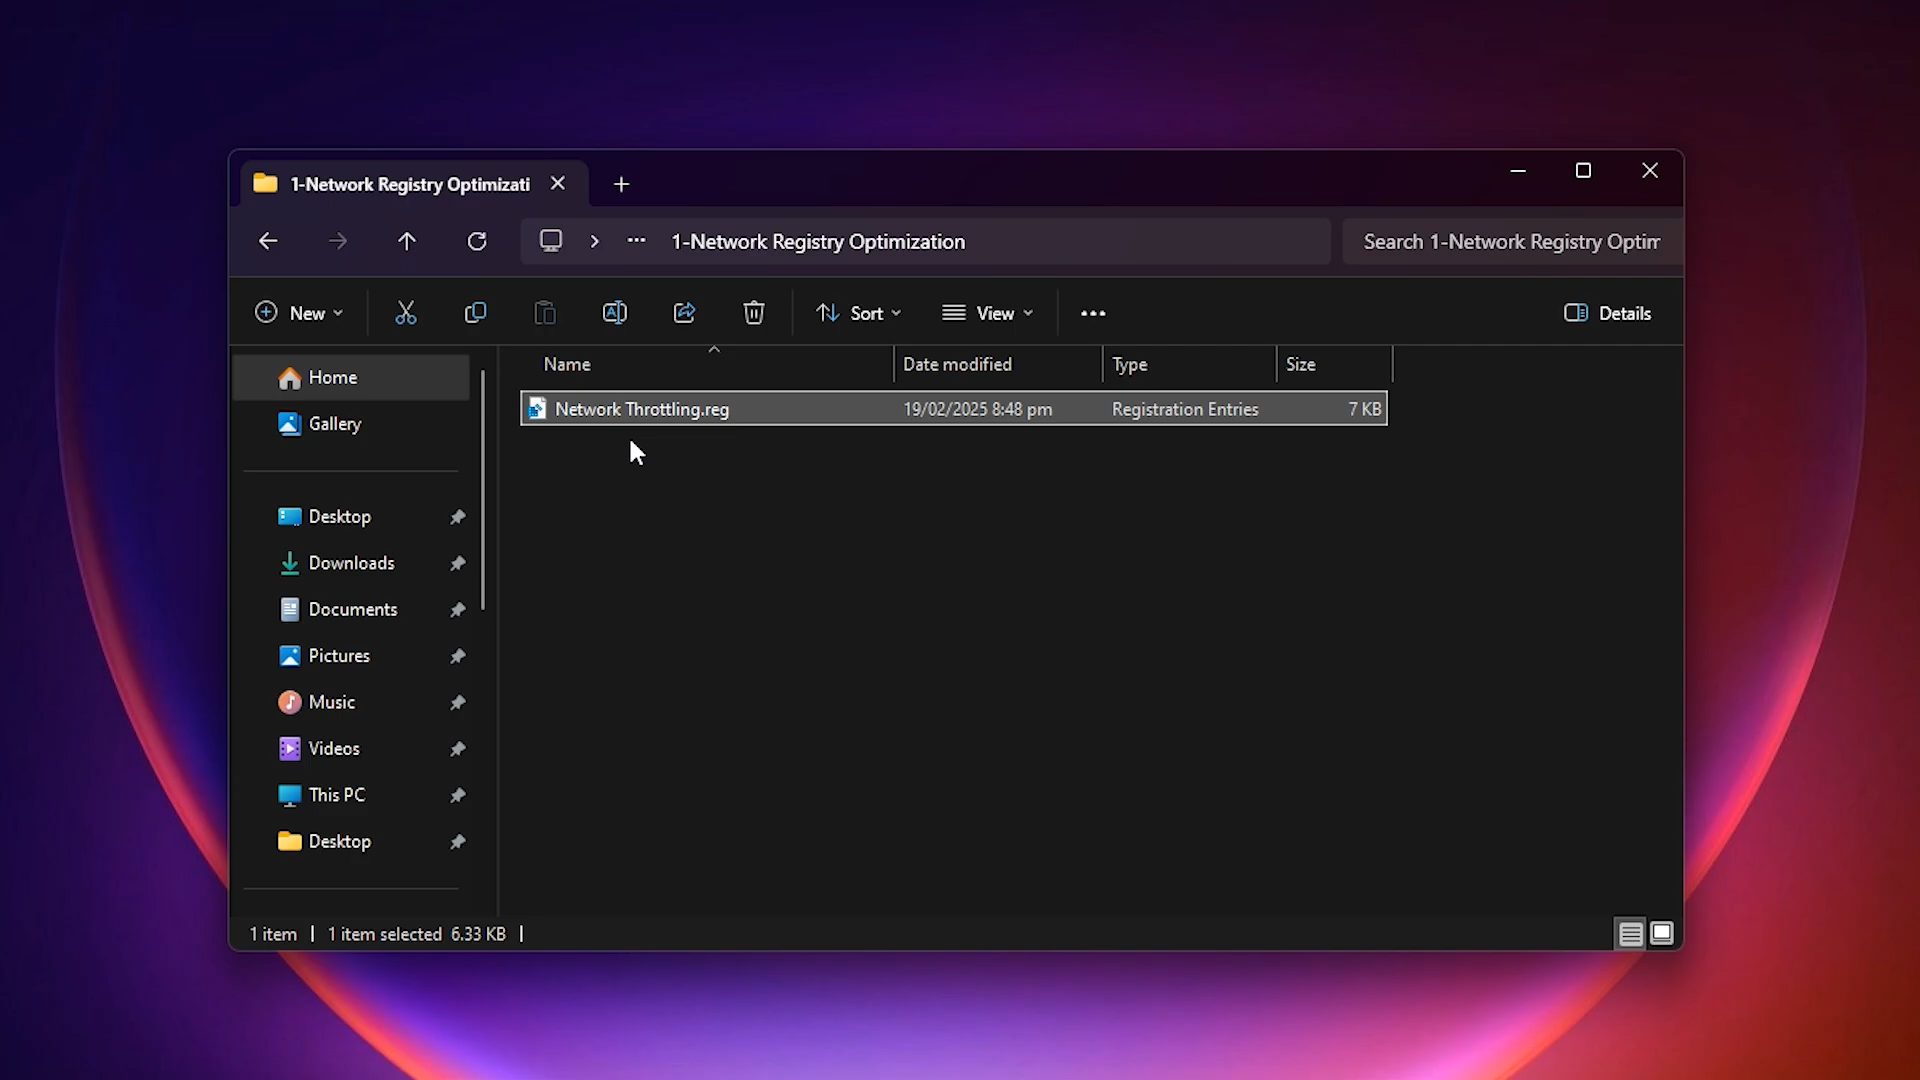 1-Network Registry Optimizati
1-Network Registry Optimization
Search 1-Network Registry Optim
New
Sort
View
Details
Name
Date modified
Type
Size
Network Throttling.reg
19/02/2025 8:48 pm
Registration Entries
7 KB
Home
Gallery
Desktop
Downloads
Documents
Pictures
Music
Videos
This PC
Desktop
1 item
1 item selected 6.33 KB